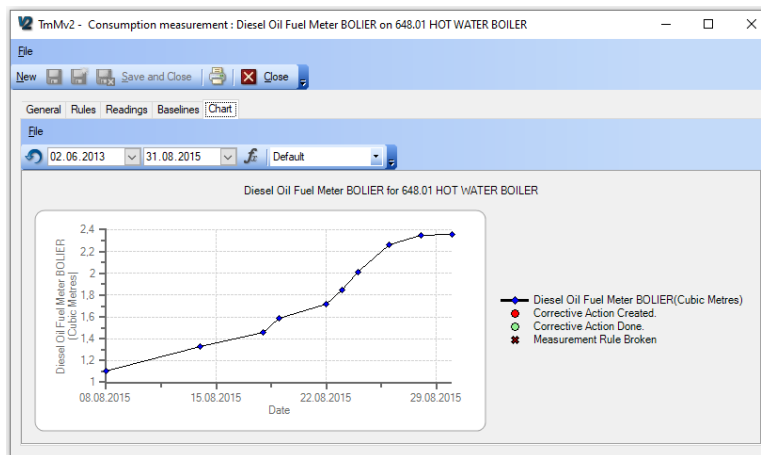 V2 TmMv2 - Consumption measurement : Diesel Oil Fuel Meter BOLIER on 648.01 HOT WATER BOILER
File
New Save and Close Close
General Rules Readings Baselines Chart
File
02.06.2013 31.08.2015 fx Default
Diesel Oil Fuel Meter BOLIER for 648.01 HOT WATER BOILER
Diesel Oil Fuel Meter BOLIER
(Cubic Metres)
2,4
2,2
2
1,8
1,6
1,4
1,2
1
08.08.2015 15.08.2015 22.08.2015 29.08.2015
Date
Diesel Oil Fuel Meter BOLIER(Cubic Metres)
Corrective Action Created.
Corrective Action Done.
Measurement Rule Broken